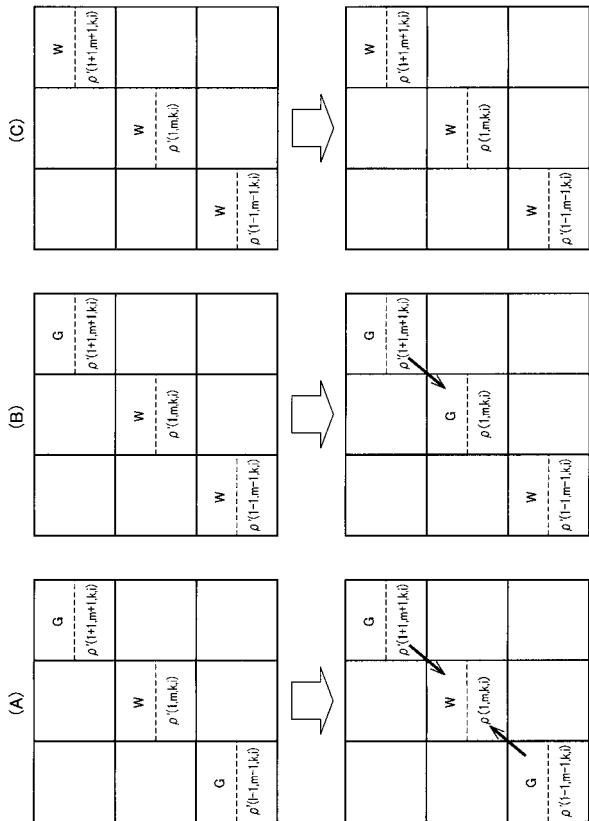 (A)
G
ρ'(1+1,m+1,k,i)
W
ρ'(1,m,k,i)
G
ρ'(l-1,m-1,k,i)
G
ρ'(1+1,m+1,k,i)
W
ρ(1,m,k,i)
G
ρ'(1-1,m-1,k,i)
(B)
G
ρ'(1+1,m+1,k,i)
W
ρ'(1,m,k,i)
W
ρ'(1-1,m-1,k,i)
G
ρ'(1+1,m+1,k,i)
G
ρ(1,m,k,i)
W
ρ'(1-1,m-1,k,i)
(C)
W
ρ'(1+1,m+1,k,i)
W
ρ'(1,m,k,i)
W
ρ'(1-1,m-1,k,i)
W
ρ'(1+1,m+1,k,i)
W
ρ(1,m,k,i)
W
ρ'(1-1,m-1,k,i)